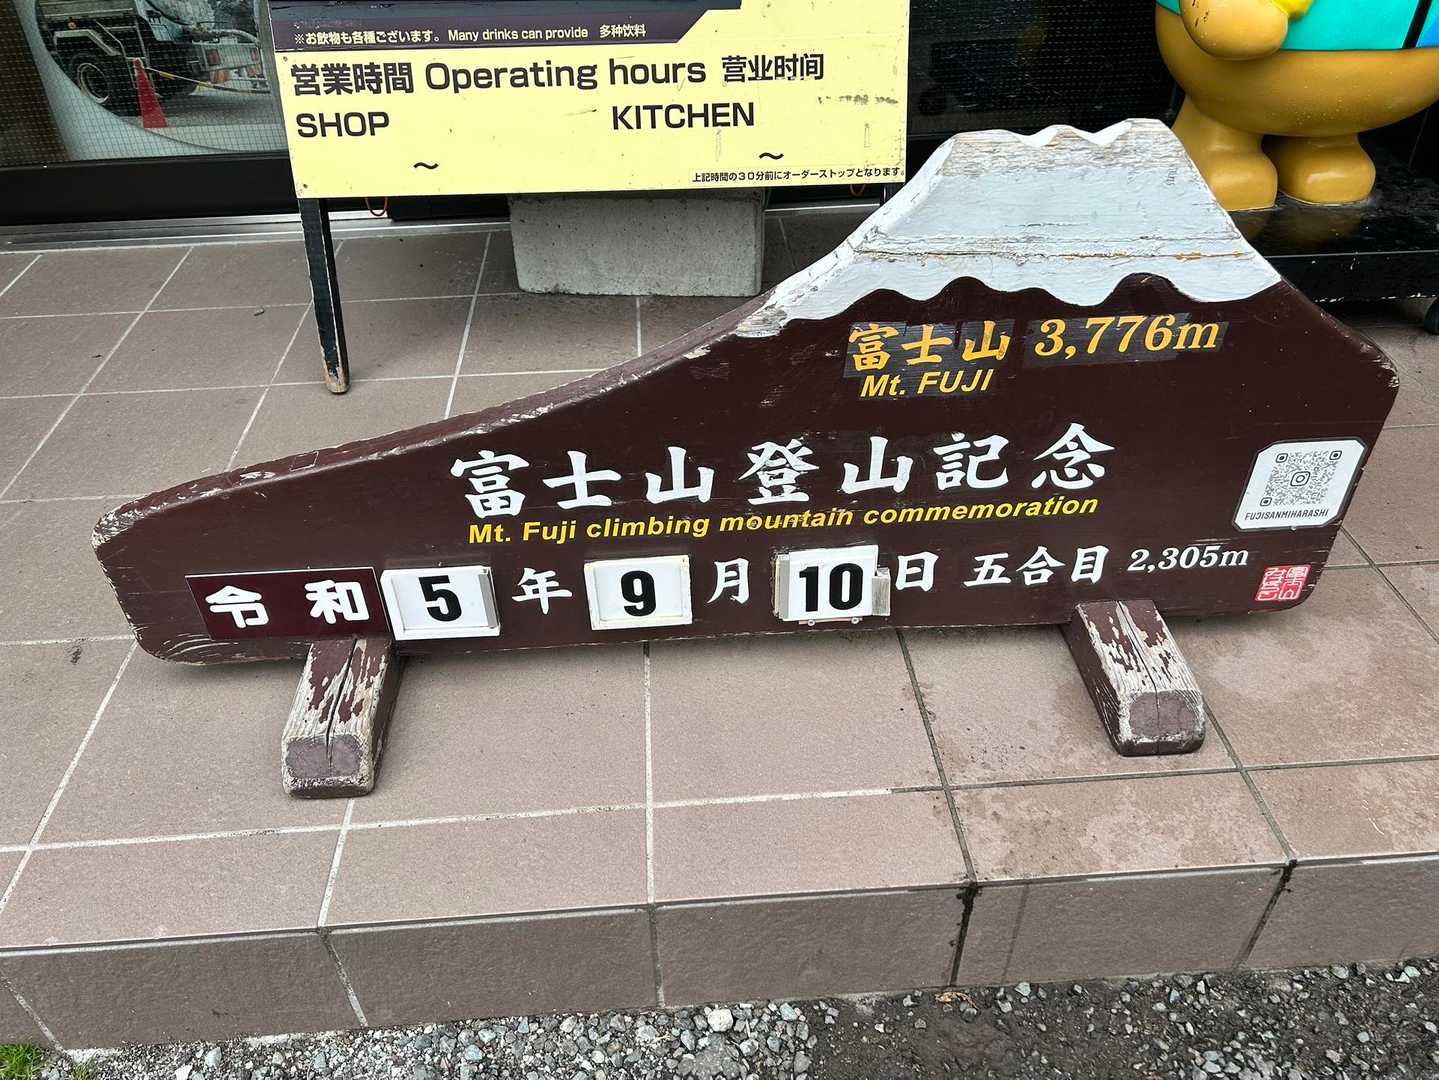 ※お飲物も各種ございます。 Many drinks can provide 多种饮料
営業時間 Operating hours 营业时间
SHOP KITCHEN
～ ～
上記時間の30分前にオーダーストップとなります。
富士山 3,776m
Mt. FUJI
富士山登山記念
Mt. Fuji climbing mountain commemoration
FUJISANMIHARASHI
令和 5 年 9 月 10 日 五合目 2,305m